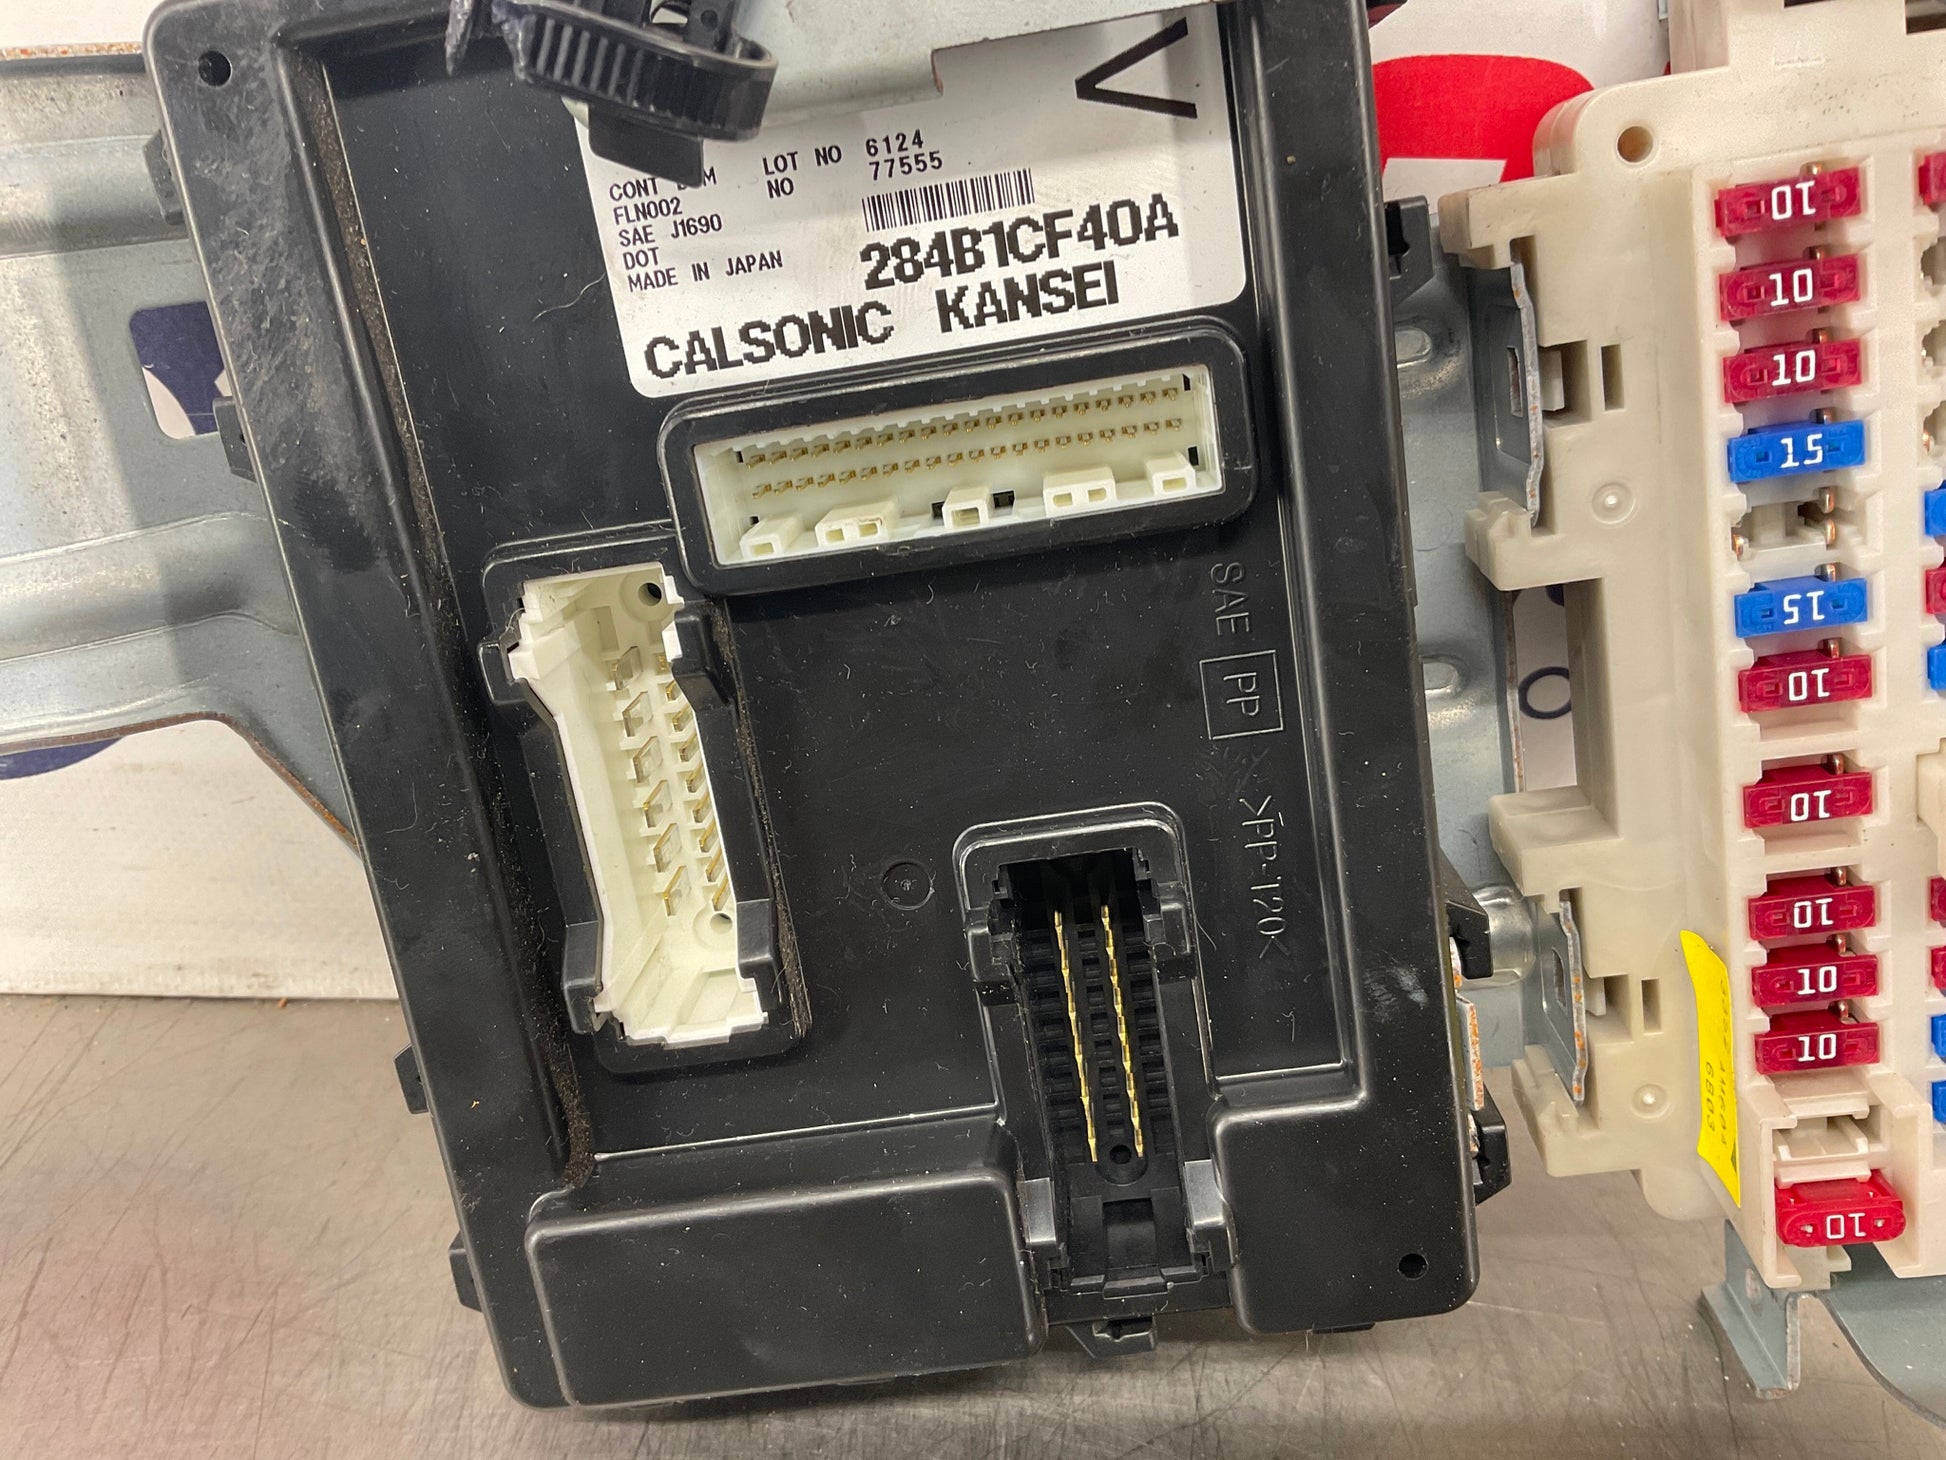 V
LOT NO 6124
NO 77555
CONT
FLN002
SAE J1690
DOT
MADE IN JAPAN
284B1CF40A
CALSONIC KANSEI
SAE
PP
>PP-T20<
10
10
10
15
15
10
10
10
10
10
10
6B03